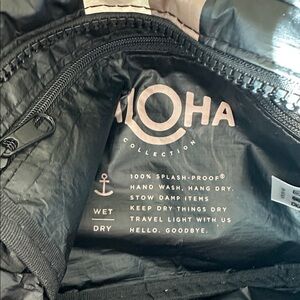 ALOHA
COLLECTION
100% SPLASH-PROOF®
HAND WASH, HANG DRY.
STOW DAMP ITEMS
KEEP DRY THINGS DRY
TRAVEL LIGHT WITH US
HELLO. GOODBYE.
WET
DRY